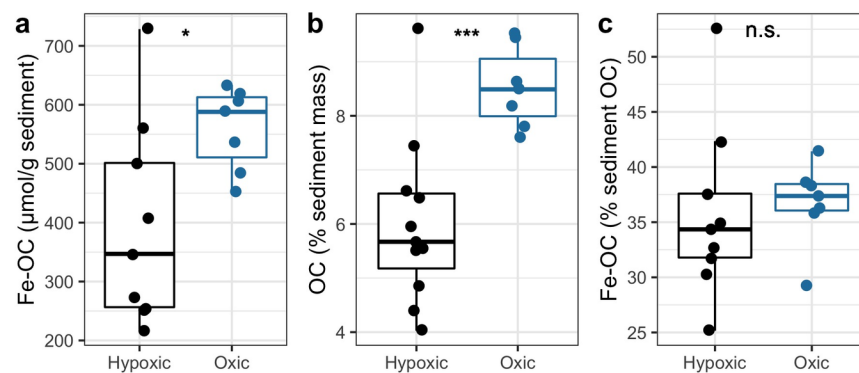 a
Fe-OC (μmol/g sediment)
700
600
500
400
300
200
*
Hypoxic
Oxic
b
OC (% sediment mass)
8
6
4
***
Hypoxic
Oxic
c
Fe-OC (% sediment OC)
50
45
40
35
30
25
n.s.
Hypoxic
Oxic